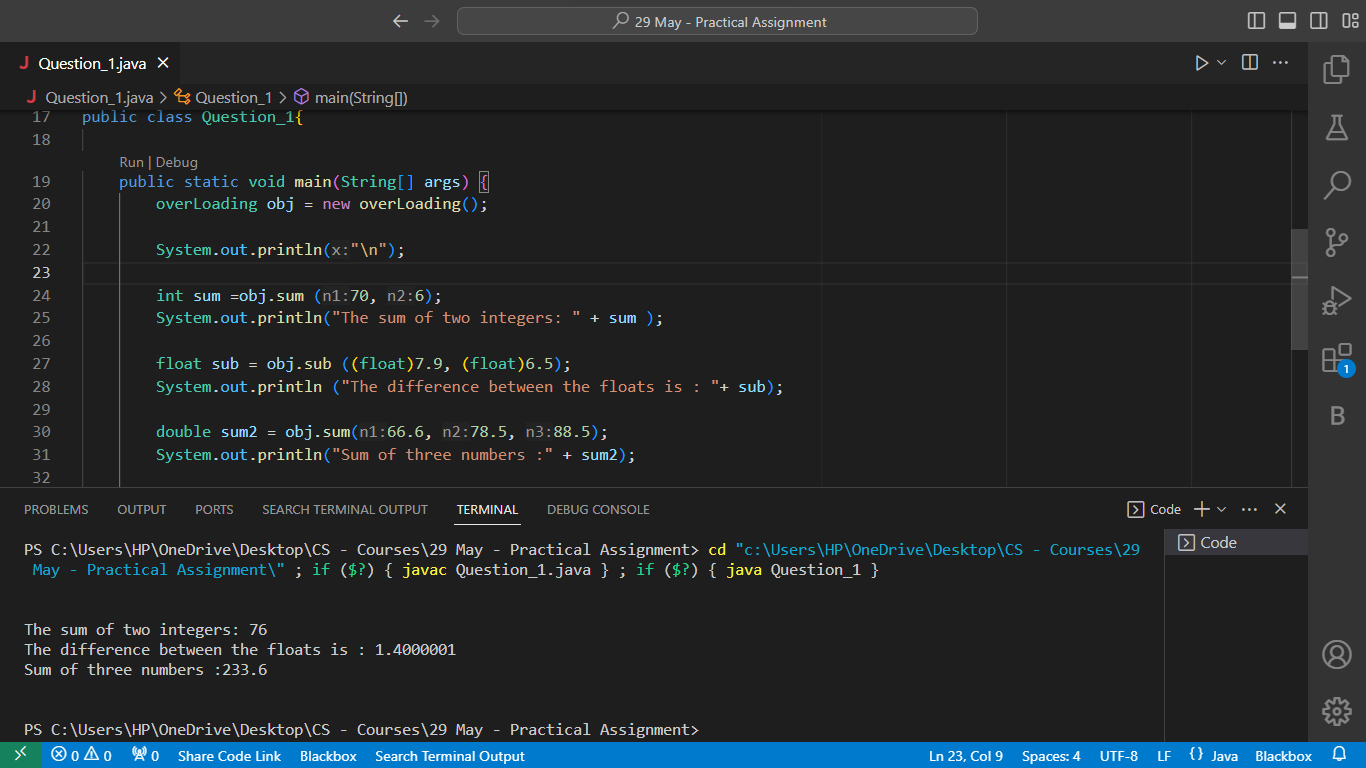 29 May - Practical Assignment
J Question_1.java ×
J Question_1.java > Question_1 > main(String[])
17 public class Question_1{
18
Run | Debug
19 public static void main(String[] args) {
20 overLoading obj = new overLoading();
21
22 System.out.println(x:"\n");
23
24 int sum =obj.sum (n1:70, n2:6);
25 System.out.println("The sum of two integers: " + sum );
26
27 float sub = obj.sub ((float)7.9, (float)6.5);
28 System.out.println ("The difference between the floats is : "+ sub);
29
30 double sum2 = obj.sum(n1:66.6, n2:78.5, n3:88.5);
31 System.out.println("Sum of three numbers :" + sum2);
32
1
B
PROBLEMS OUTPUT PORTS SEARCH TERMINAL OUTPUT TERMINAL DEBUG CONSOLE Code
Code
PS C:\Users\HP\OneDrive\Desktop\CS - Courses\29 May - Practical Assignment> cd "c:\Users\HP\OneDrive\Desktop\CS - Courses\29
May - Practical Assignment\" ; if ($?) { javac Question_1.java } ; if ($?) { java Question_1 }
The sum of two integers: 76
The difference between the floats is : 1.4000001
Sum of three numbers :233.6
PS C:\Users\HP\OneDrive\Desktop\CS - Courses\29 May - Practical Assignment>
0 0 0 Share Code Link Blackbox Search Terminal Output Ln 23, Col 9 Spaces: 4 UTF-8 LF {} Java Blackbox